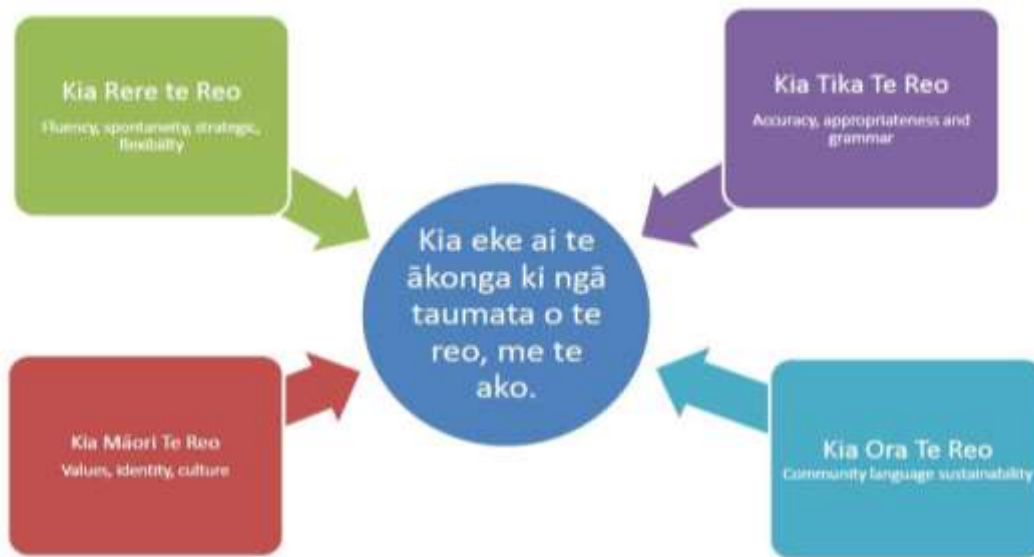 Kia Rere te Reo
Fluency, spontaneity, strategic,
flexibility
Kia Tika Te Reo
Accuracy, appropriateness and
grammar
Kia eke ai te
ākonga ki ngā
taumata o te
reo, me te
ako.
Kia Māori Te Reo
Values, identity, culture
Kia Ora Te Reo
Community language sustainability